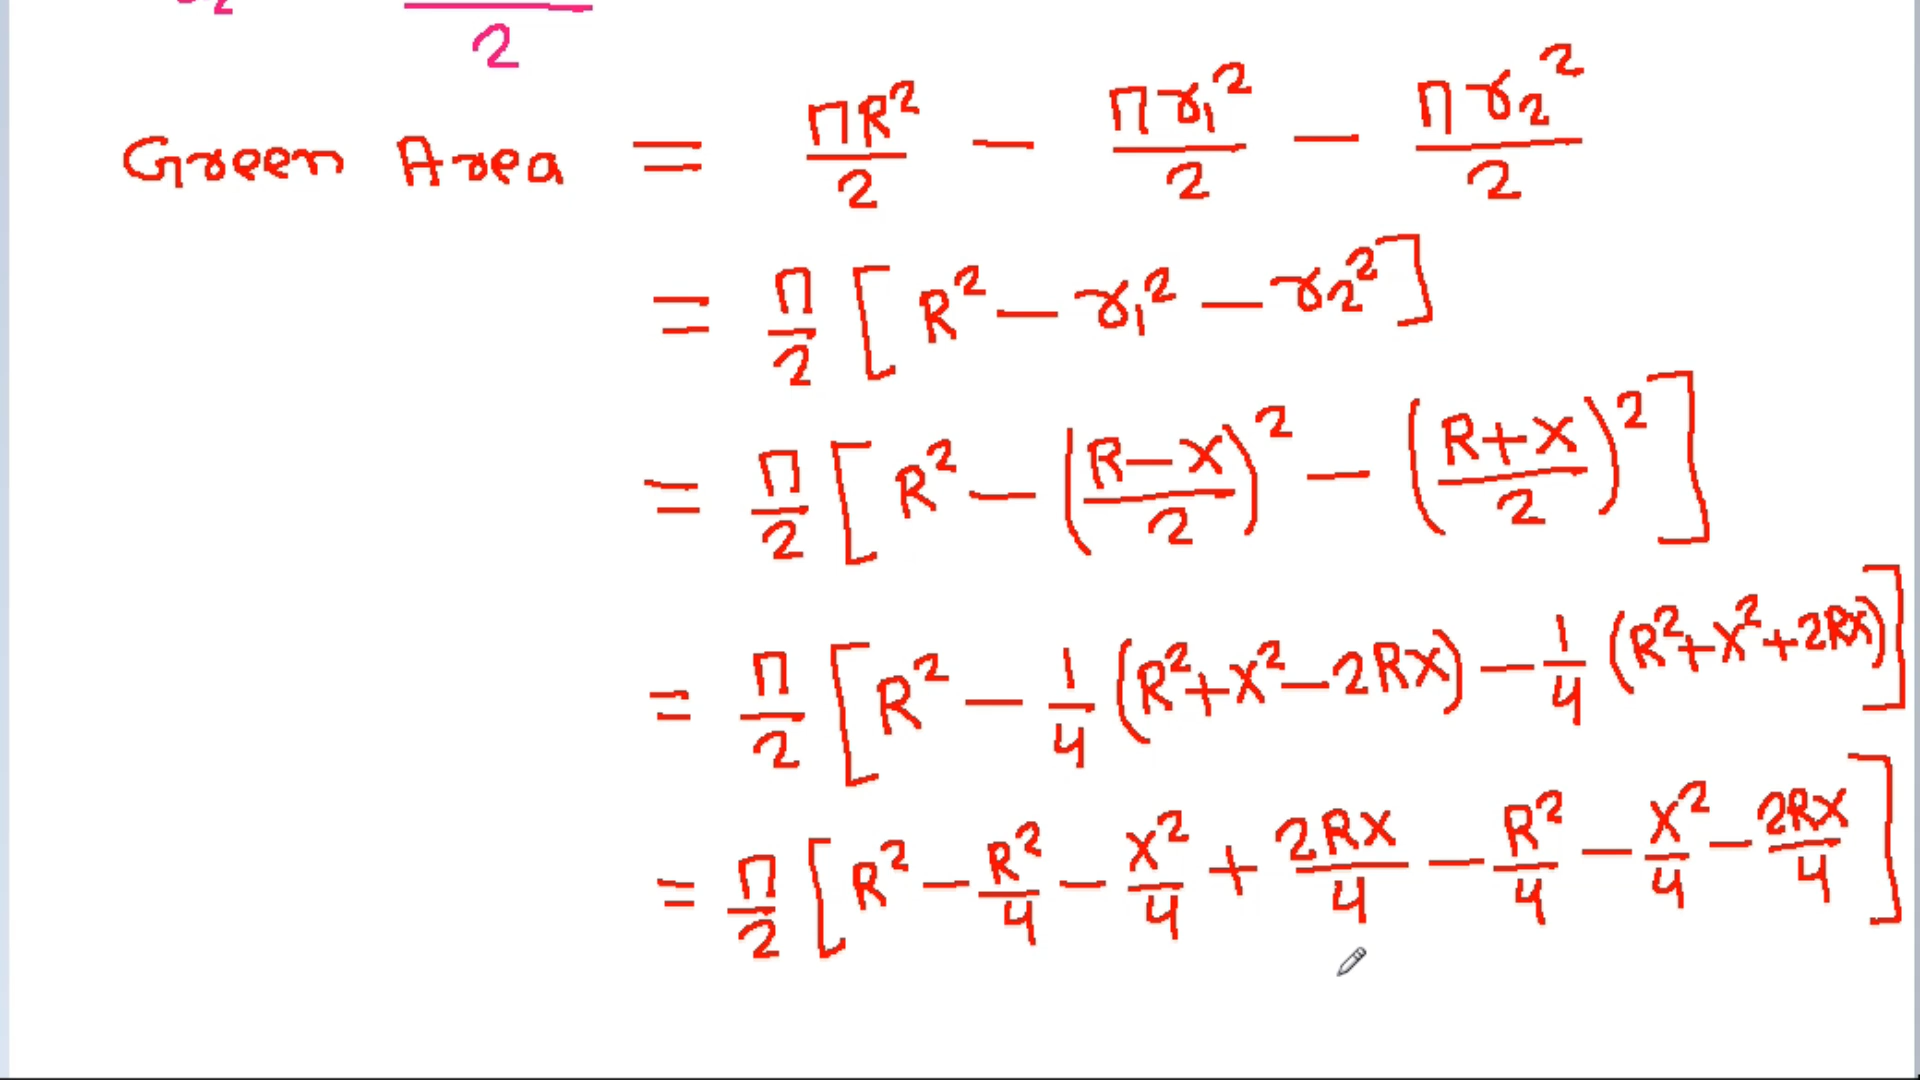 2
Green Area = πR²/2 − πr₁²/2 − πr₂²/2
= π/2 [R² − r₁² − r₂²]
= π/2 [R² − ((R−x)/2)² − ((R+x)/2)²]
= π/2 [R² − 1/4 (R²+x²−2Rx) − 1/4 (R²+x²+2Rx)]
= π/2 [R² − R²/4 − x²/4 + 2Rx/4 − R²/4 − x²/4 − 2Rx/4]